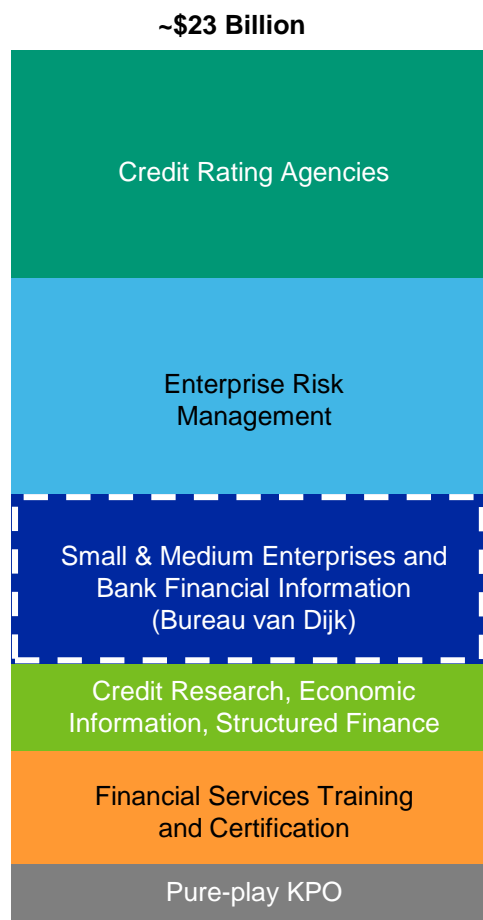 ~$23 Billion
Credit Rating Agencies
Enterprise Risk
Management
Small & Medium Enterprises and
Bank Financial Information
(Bureau van Dijk)
Credit Research, Economic
Information, Structured Finance
Financial Services Training
and Certification
Pure-play KPO